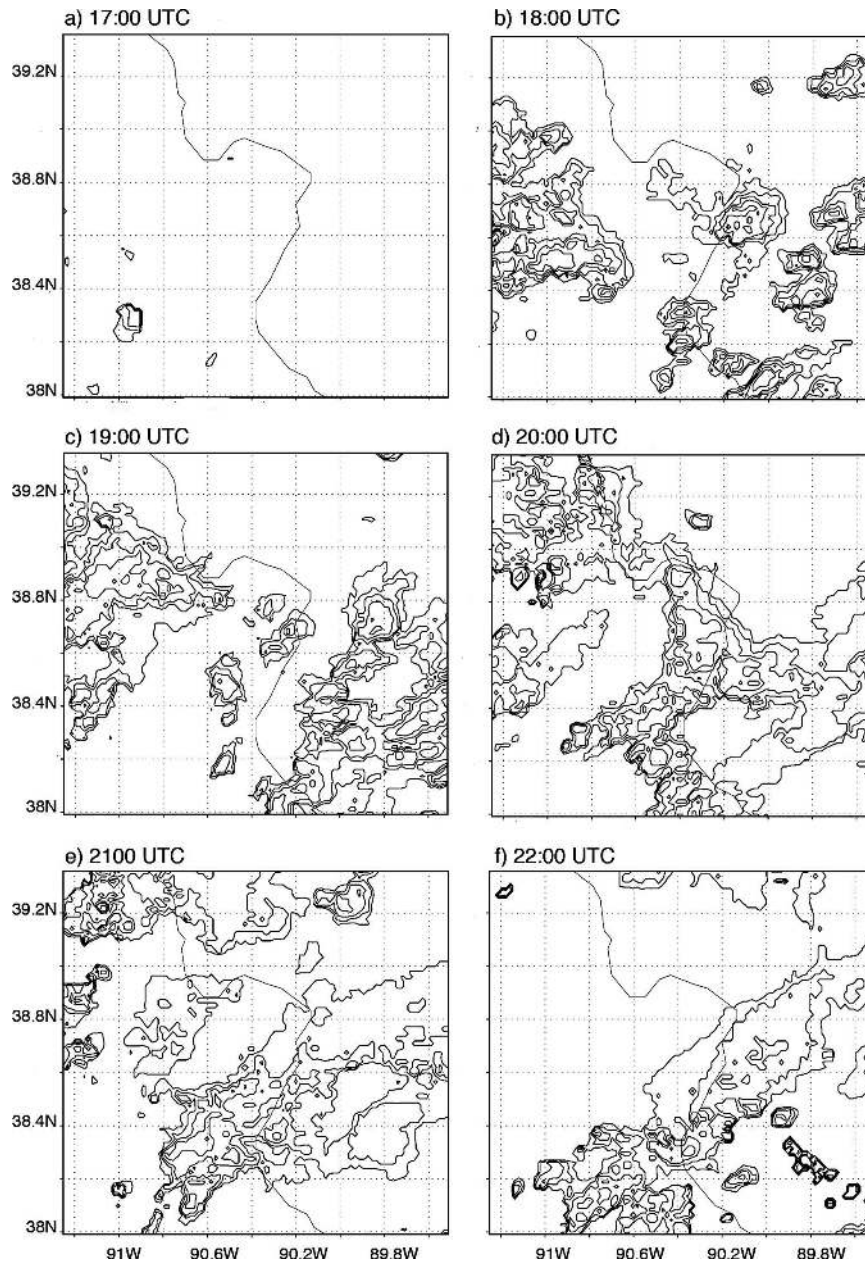 a) 17:00 UTC
b) 18:00 UTC
39.2N
38.8N
38.4N
38N
c) 19:00 UTC
d) 20:00 UTC
39.2N
38.8N
38.4N
38N
e) 2100 UTC
f) 22:00 UTC
39.2N
38.8N
38.4N
38N
91W 90.6W 90.2W 89.8W 91W 90.6W 90.2W 89.8W